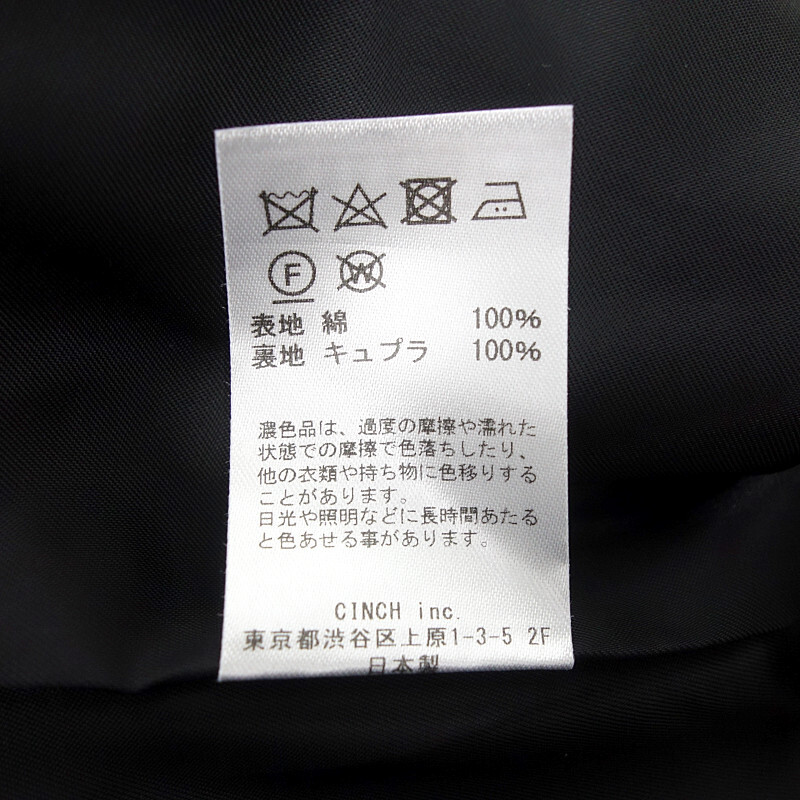 F W
表地 綿 100%
裏地 キュプラ 100%
濃色品は、過度の摩擦や濡れた
状態での摩擦で色落ちしたり、
他の衣類や持ち物に色移りする
ことがあります。
日光や照明などに長時間あたる
と色あせる事があります。
CINCH inc.
東京都渋谷区上原1-3-5 2F
日本製